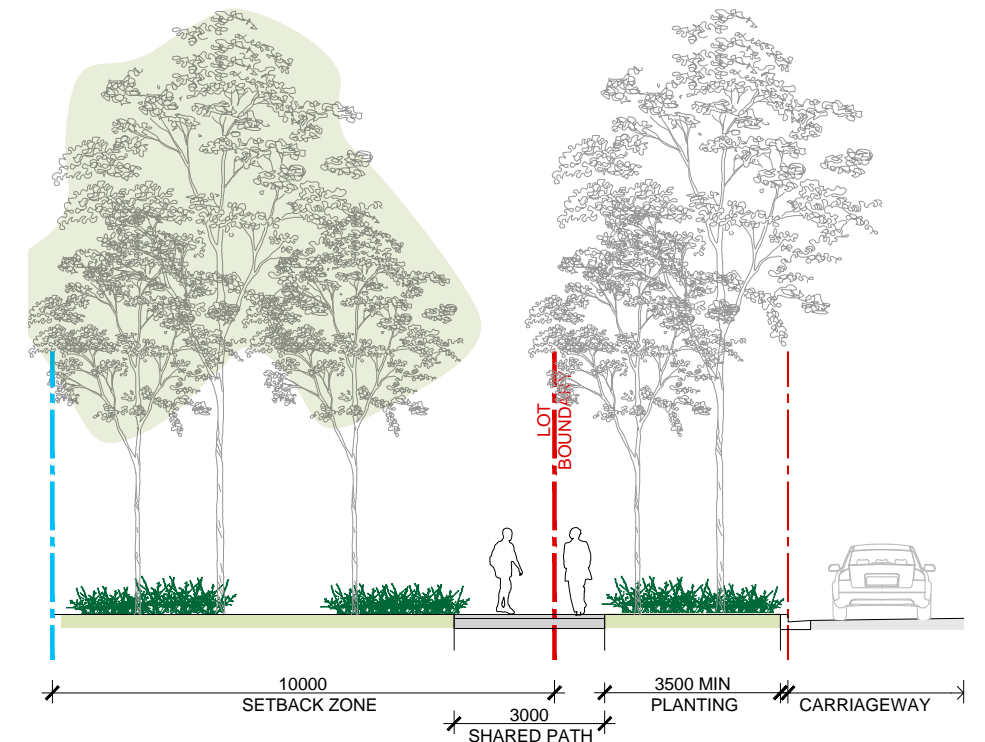 LOT
BOUNDARY
10000
SETBACK ZONE
3500 MIN
PLANTING
CARRIAGEWAY
3000
SHARED PATH